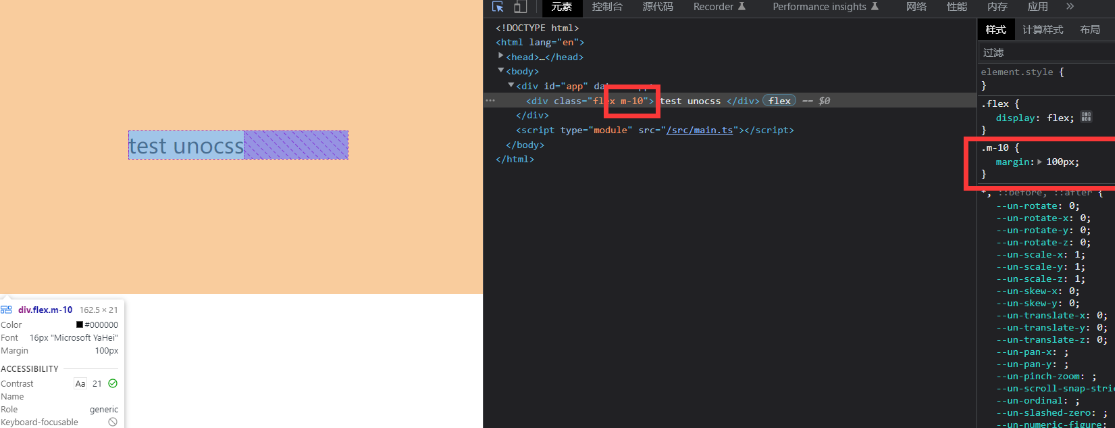 test unocss
div.flex.m-10 162.5 × 21
Color #000000
Font 16px "Microsoft YaHei"
Margin 100px
ACCESSIBILITY
Contrast Aa 21
Name
Role generic
Keyboard-focusable
元素 控制台 源代码 Recorder Performance insights 网络 性能 内存 应用 »
<!DOCTYPE html>
<html lang="en">
<head>…</head>
<body>
<div id="app"
··· <div class="flex m-10"> test unocss </div> flex == $0
</div>
<script type="module" src="/src/main.ts"></script>
</body>
</html>
样式 计算样式 布局
过滤
element.style {
}
.flex {
display: flex;
}
.m-10 {
margin: 100px;
}
*, ::before, ::after {
--un-rotate: 0;
--un-rotate-x: 0;
--un-rotate-y: 0;
--un-rotate-z: 0;
--un-scale-x: 1;
--un-scale-y: 1;
--un-scale-z: 1;
--un-skew-x: 0;
--un-skew-y: 0;
--un-translate-x: 0;
--un-translate-y: 0;
--un-translate-z: 0;
--un-pan-x: ;
--un-pan-y: ;
--un-pinch-zoom: ;
--un-scroll-snap-stri
--un-ordinal: ;
--un-slashed-zero: ;
--un-numeric-figure: